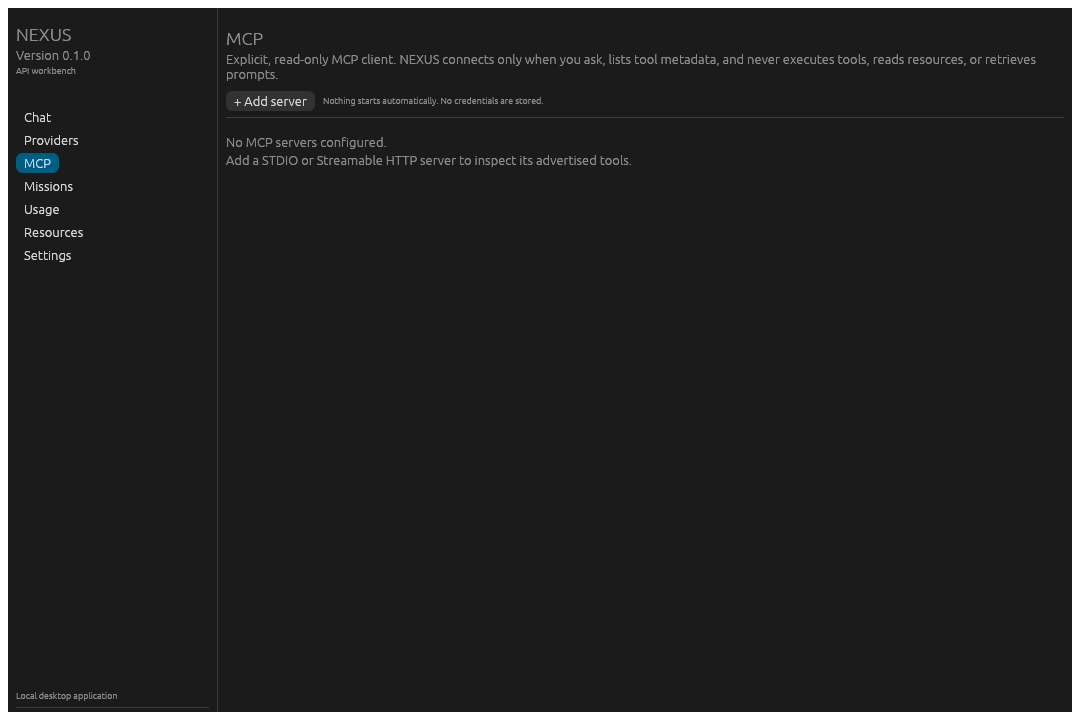 NEXUS
Version 0.1.0
API workbench
Chat
Providers
MCP
Missions
Usage
Resources
Settings
Local desktop application
MCP
Explicit, read-only MCP client. NEXUS connects only when you ask, lists tool metadata, and never executes tools, reads resources, or retrieves
prompts.
+ Add server
Nothing starts automatically. No credentials are stored.
No MCP servers configured.
Add a STDIO or Streamable HTTP server to inspect its advertised tools.